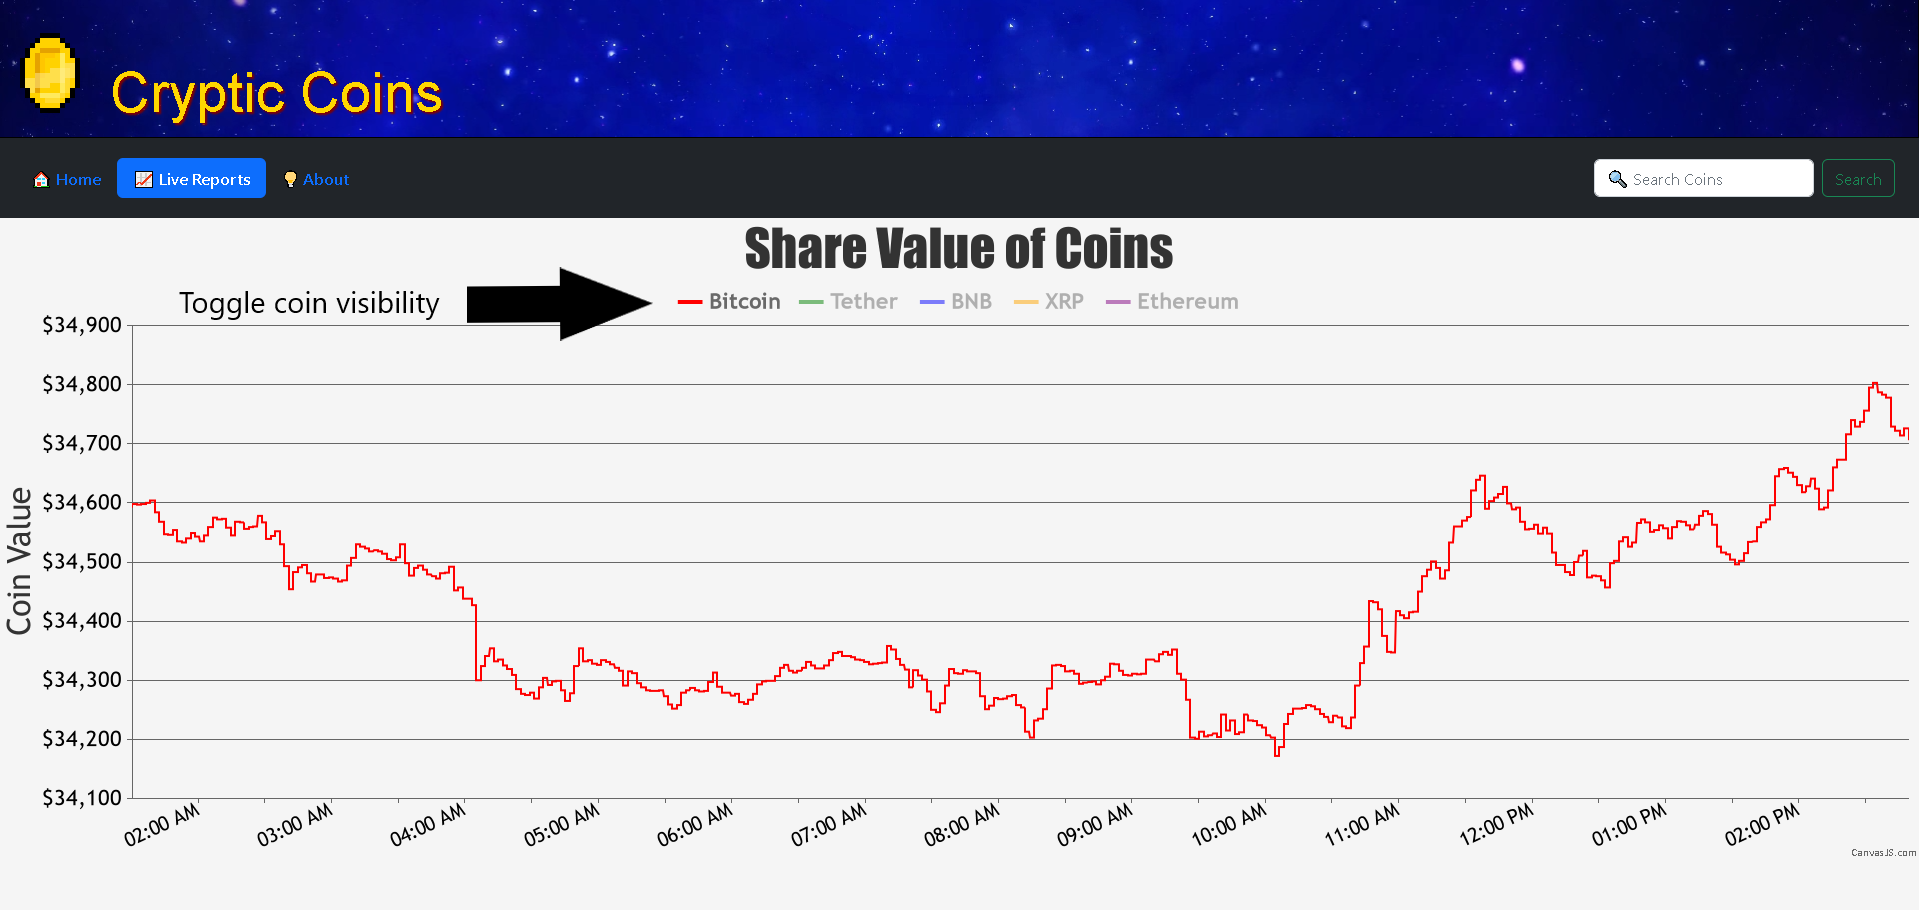 Cryptic Coins
Home
Live Reports
About
Search Coins
Search
Share Value of Coins
Toggle coin visibility
Bitcoin Tether BNB XRP Ethereum
Coin Value
$34,900
$34,800
$34,700
$34,600
$34,500
$34,400
$34,300
$34,200
$34,100
02:00 AM
03:00 AM
04:00 AM
05:00 AM
06:00 AM
07:00 AM
08:00 AM
09:00 AM
10:00 AM
11:00 AM
12:00 PM
01:00 PM
02:00 PM
CanvasJS.com